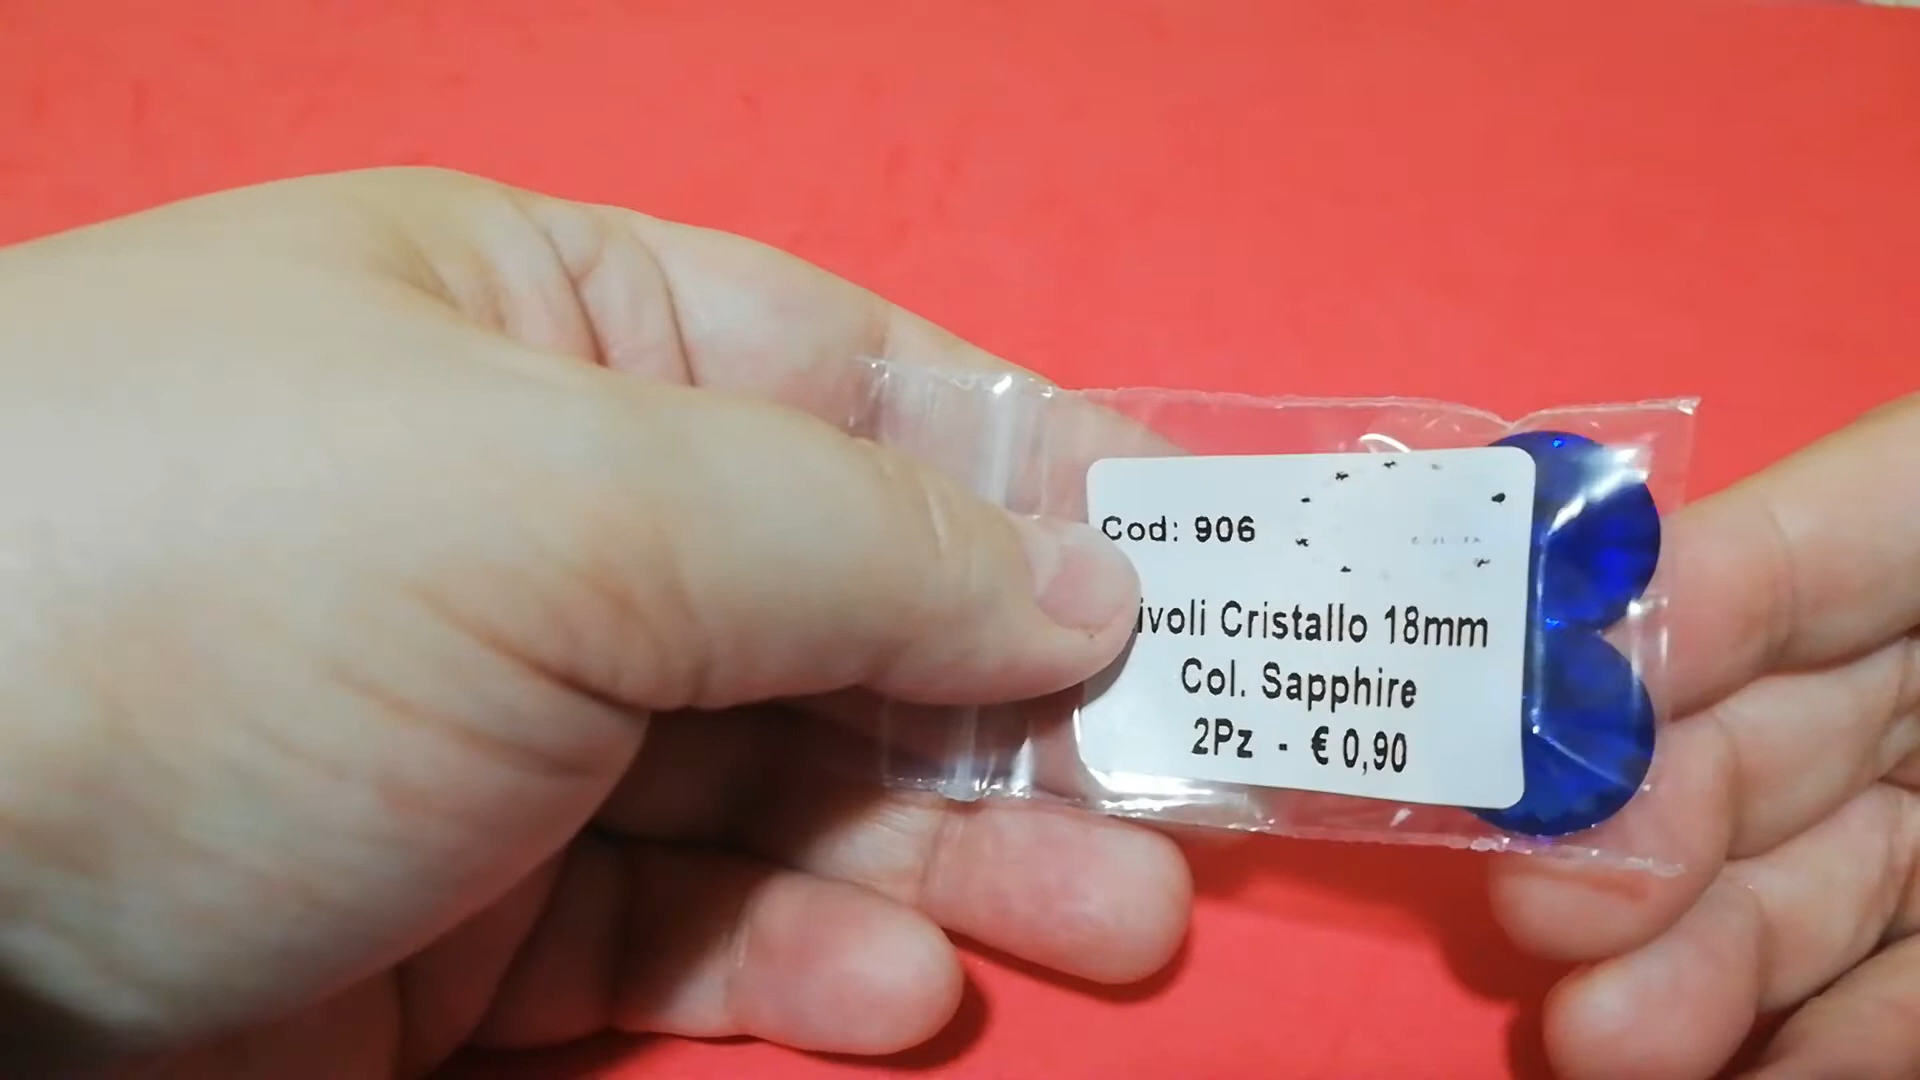 Cod: 906
ivoli Cristallo 18mm
Col. Sapphire
2Pz - € 0,90